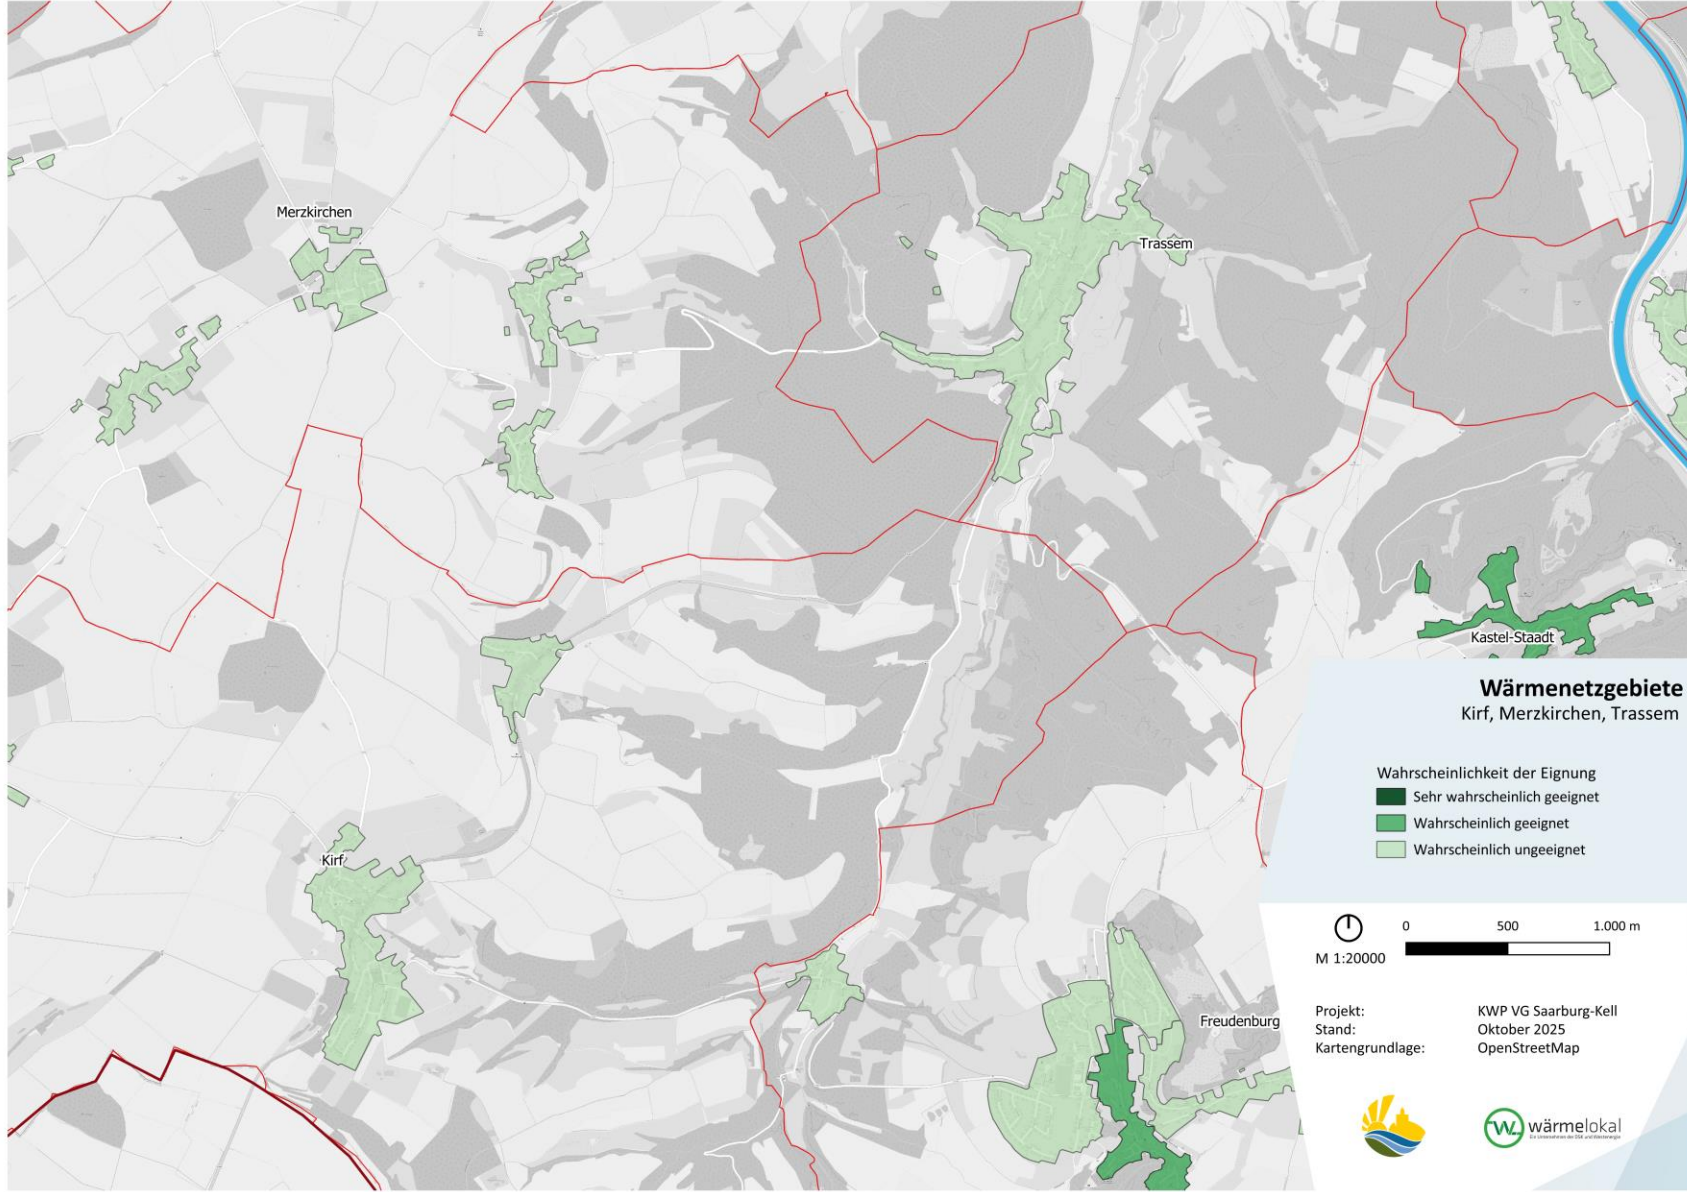 Merzkirchen
Trassem
Kastel-Staadt
Kirf
Freudenburg
Wärmenetzgebiete
Kirf, Merzkirchen, Trassem
Wahrscheinlichkeit der Eignung
Sehr wahrscheinlich geeignet
Wahrscheinlich geeignet
Wahrscheinlich ungeeignet
0 500 1.000 m
M 1:20000
Projekt: KWP VG Saarburg-Kell
Stand: Oktober 2025
Kartengrundlage: OpenStreetMap
wärmelokal